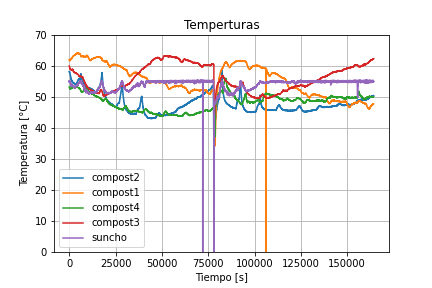 Temperturas
70
60
50
40
30
20
10
0
Temperatura [°C]
compost2
compost1
compost4
compost3
suncho
0 25000 50000 75000 100000 125000 150000
Tiempo [s]